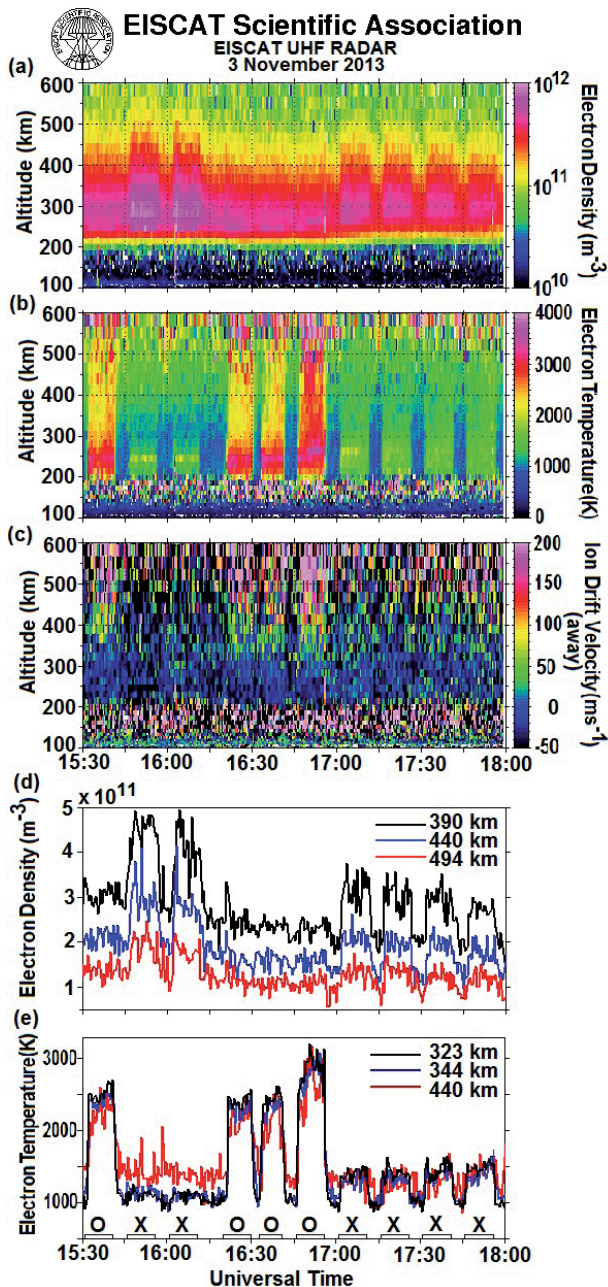 EISCAT Scientific Association
EISCAT UHF RADAR
3 November 2013
(a)
Altitude (km)
600
500
400
300
200
100
10^12
10^11
10^10
Electron Density (m^-3)
(b)
Altitude (km)
600
500
400
300
200
100
4000
3000
2000
1000
0
Electron Temperature(K)
(c)
Altitude (km)
600
500
400
300
200
100
200
150
100
50
0
-50
Ion Drift Velocity (ms^-1)
(away)
15:30 16:00 16:30 17:00 17:30 18:00
(d)
5 x 10^11
4
3
2
1
Electron Density (m^-3)
390 km
440 km
494 km
(e)
Electron Temperature(K)
3000
2000
1000
323 km
344 km
440 km
O X X O O O X X X X
15:30 16:00 16:30 17:00 17:30 18:00
Universal Time